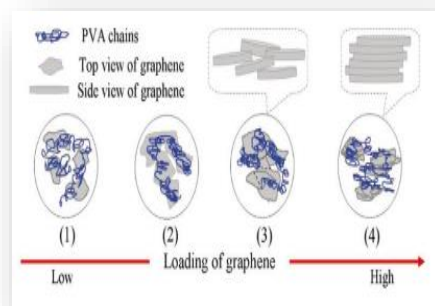 PVA chains
Top view of graphene
Side view of graphene
(1) (2) (3) (4)
Low Loading of graphene High